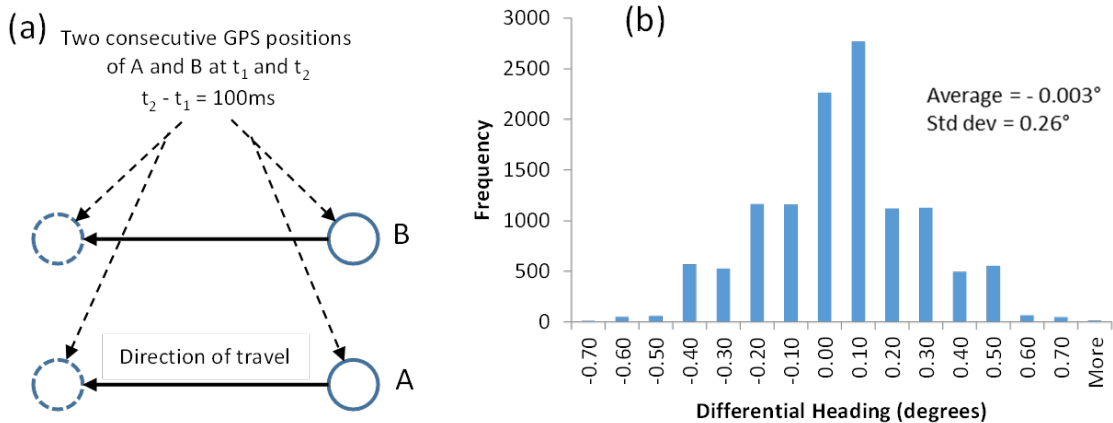 (a)
Two consecutive GPS positions
of A and B at t₁ and t₂
t₂ - t₁ = 100ms
B
Direction of travel
A
(b)
3000
2500
2000
1500
1000
500
0
Frequency
Average = - 0.003°
Std dev = 0.26°
-0.70
-0.60
-0.50
-0.40
-0.30
-0.20
-0.10
0.00
0.10
0.20
0.30
0.40
0.50
0.60
0.70
More
Differential Heading (degrees)